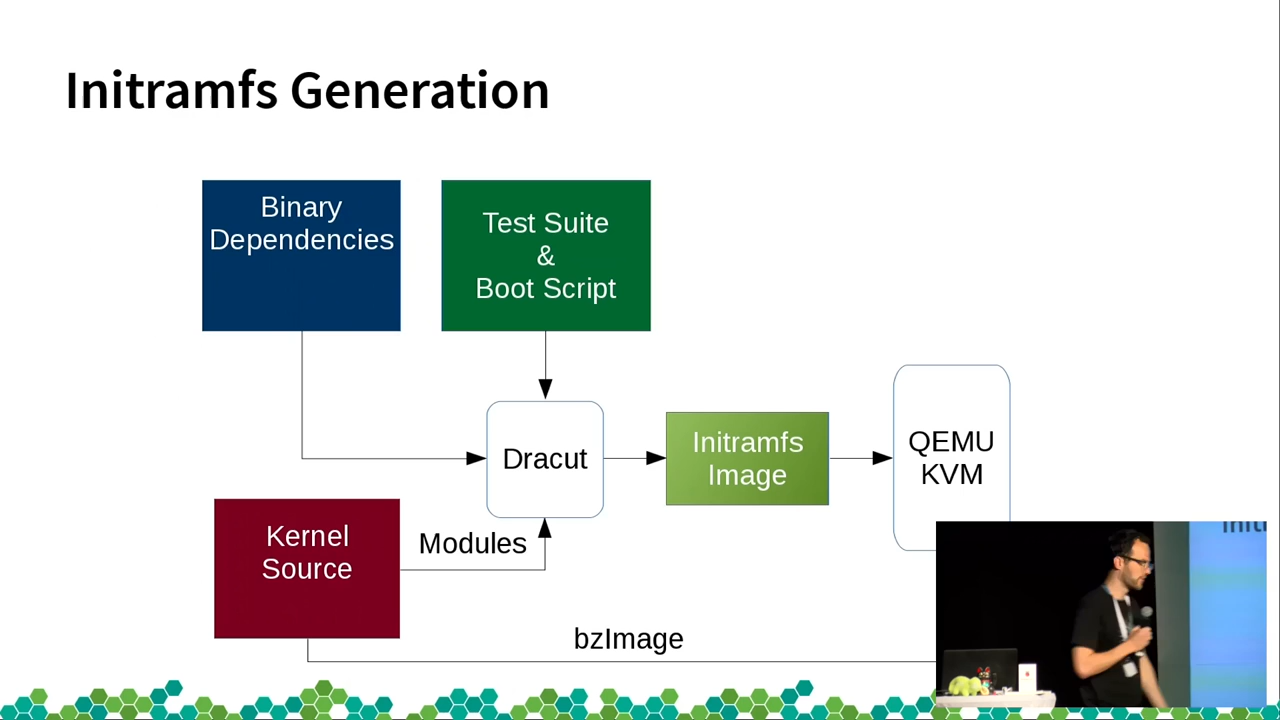 Initramfs Generation
Binary
Dependencies
Test Suite
&
Boot Script
Dracut
Initramfs
Image
QEMU
KVM
Kernel
Source
Modules
bzImage